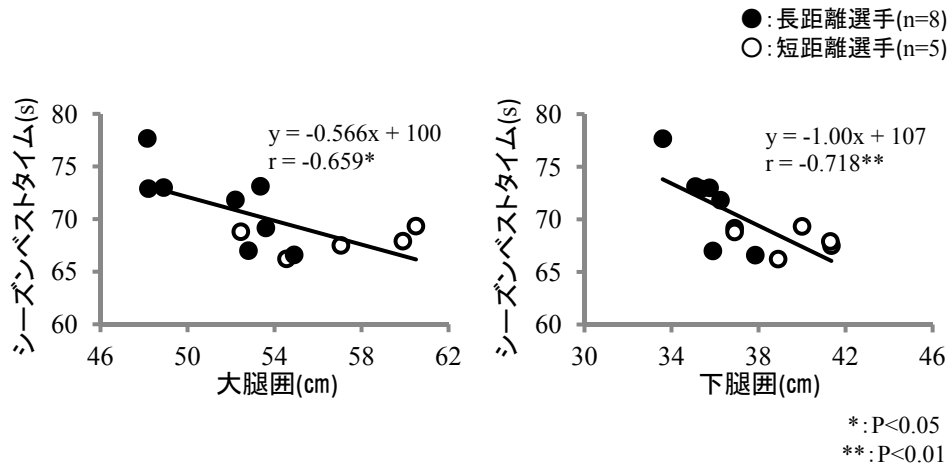 ●:長距離選手(n=8)
○:短距離選手(n=5)
シーズンベストタイム(s)
80
75
70
65
60
y = -0.566x + 100
r = -0.659*
46 50 54 58 62
大腿囲(cm)
シーズンベストタイム(s)
80
75
70
65
60
y = -1.00x + 107
r = -0.718**
30 34 38 42 46
下腿囲(cm)
*:P<0.05
**:P<0.01